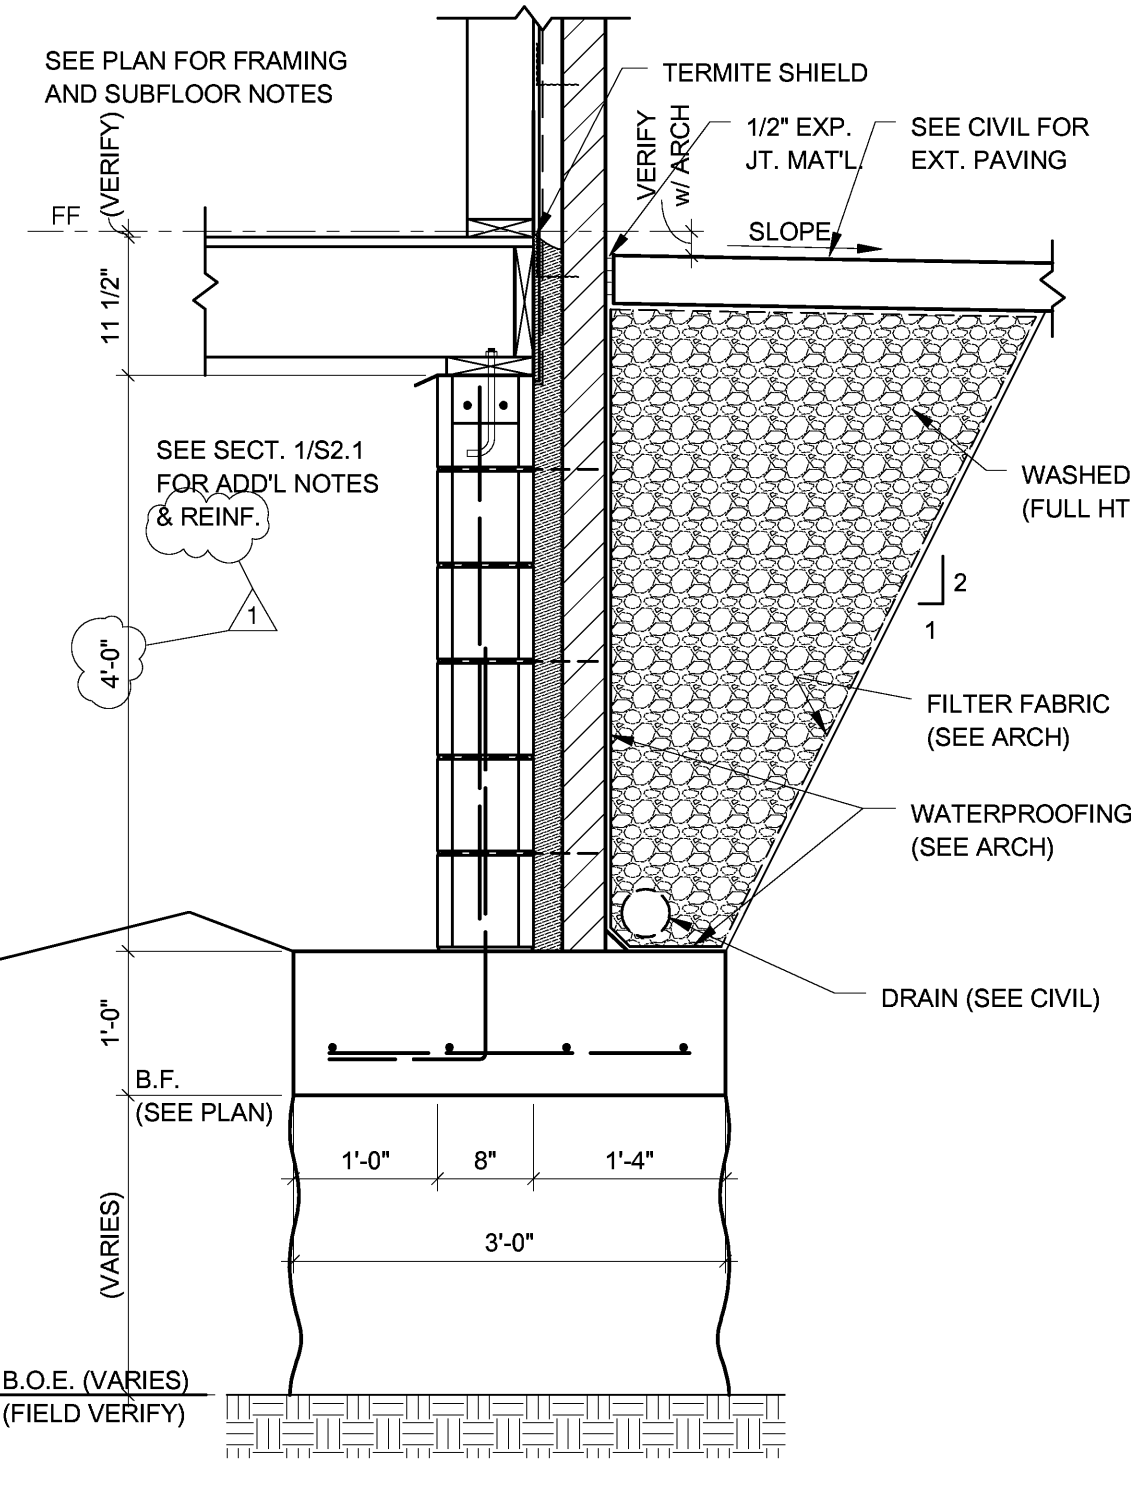 SEE PLAN FOR FRAMING
AND SUBFLOOR NOTES
TERMITE SHIELD
VERIFY
w/ ARCH
1/2" EXP.
JT. MAT'L.
SEE CIVIL FOR
EXT. PAVING
(VERIFY)
FF
SLOPE
11 1/2"
SEE SECT. 1/S2.1
FOR ADD'L NOTES
& REINF.
WASHED
(FULL HT
2
1
1
4'-0"
FILTER FABRIC
(SEE ARCH)
WATERPROOFING
(SEE ARCH)
DRAIN (SEE CIVIL)
1'-0"
B.F.
(SEE PLAN)
1'-0"
8"
1'-4"
3'-0"
(VARIES)
B.O.E. (VARIES)
(FIELD VERIFY)